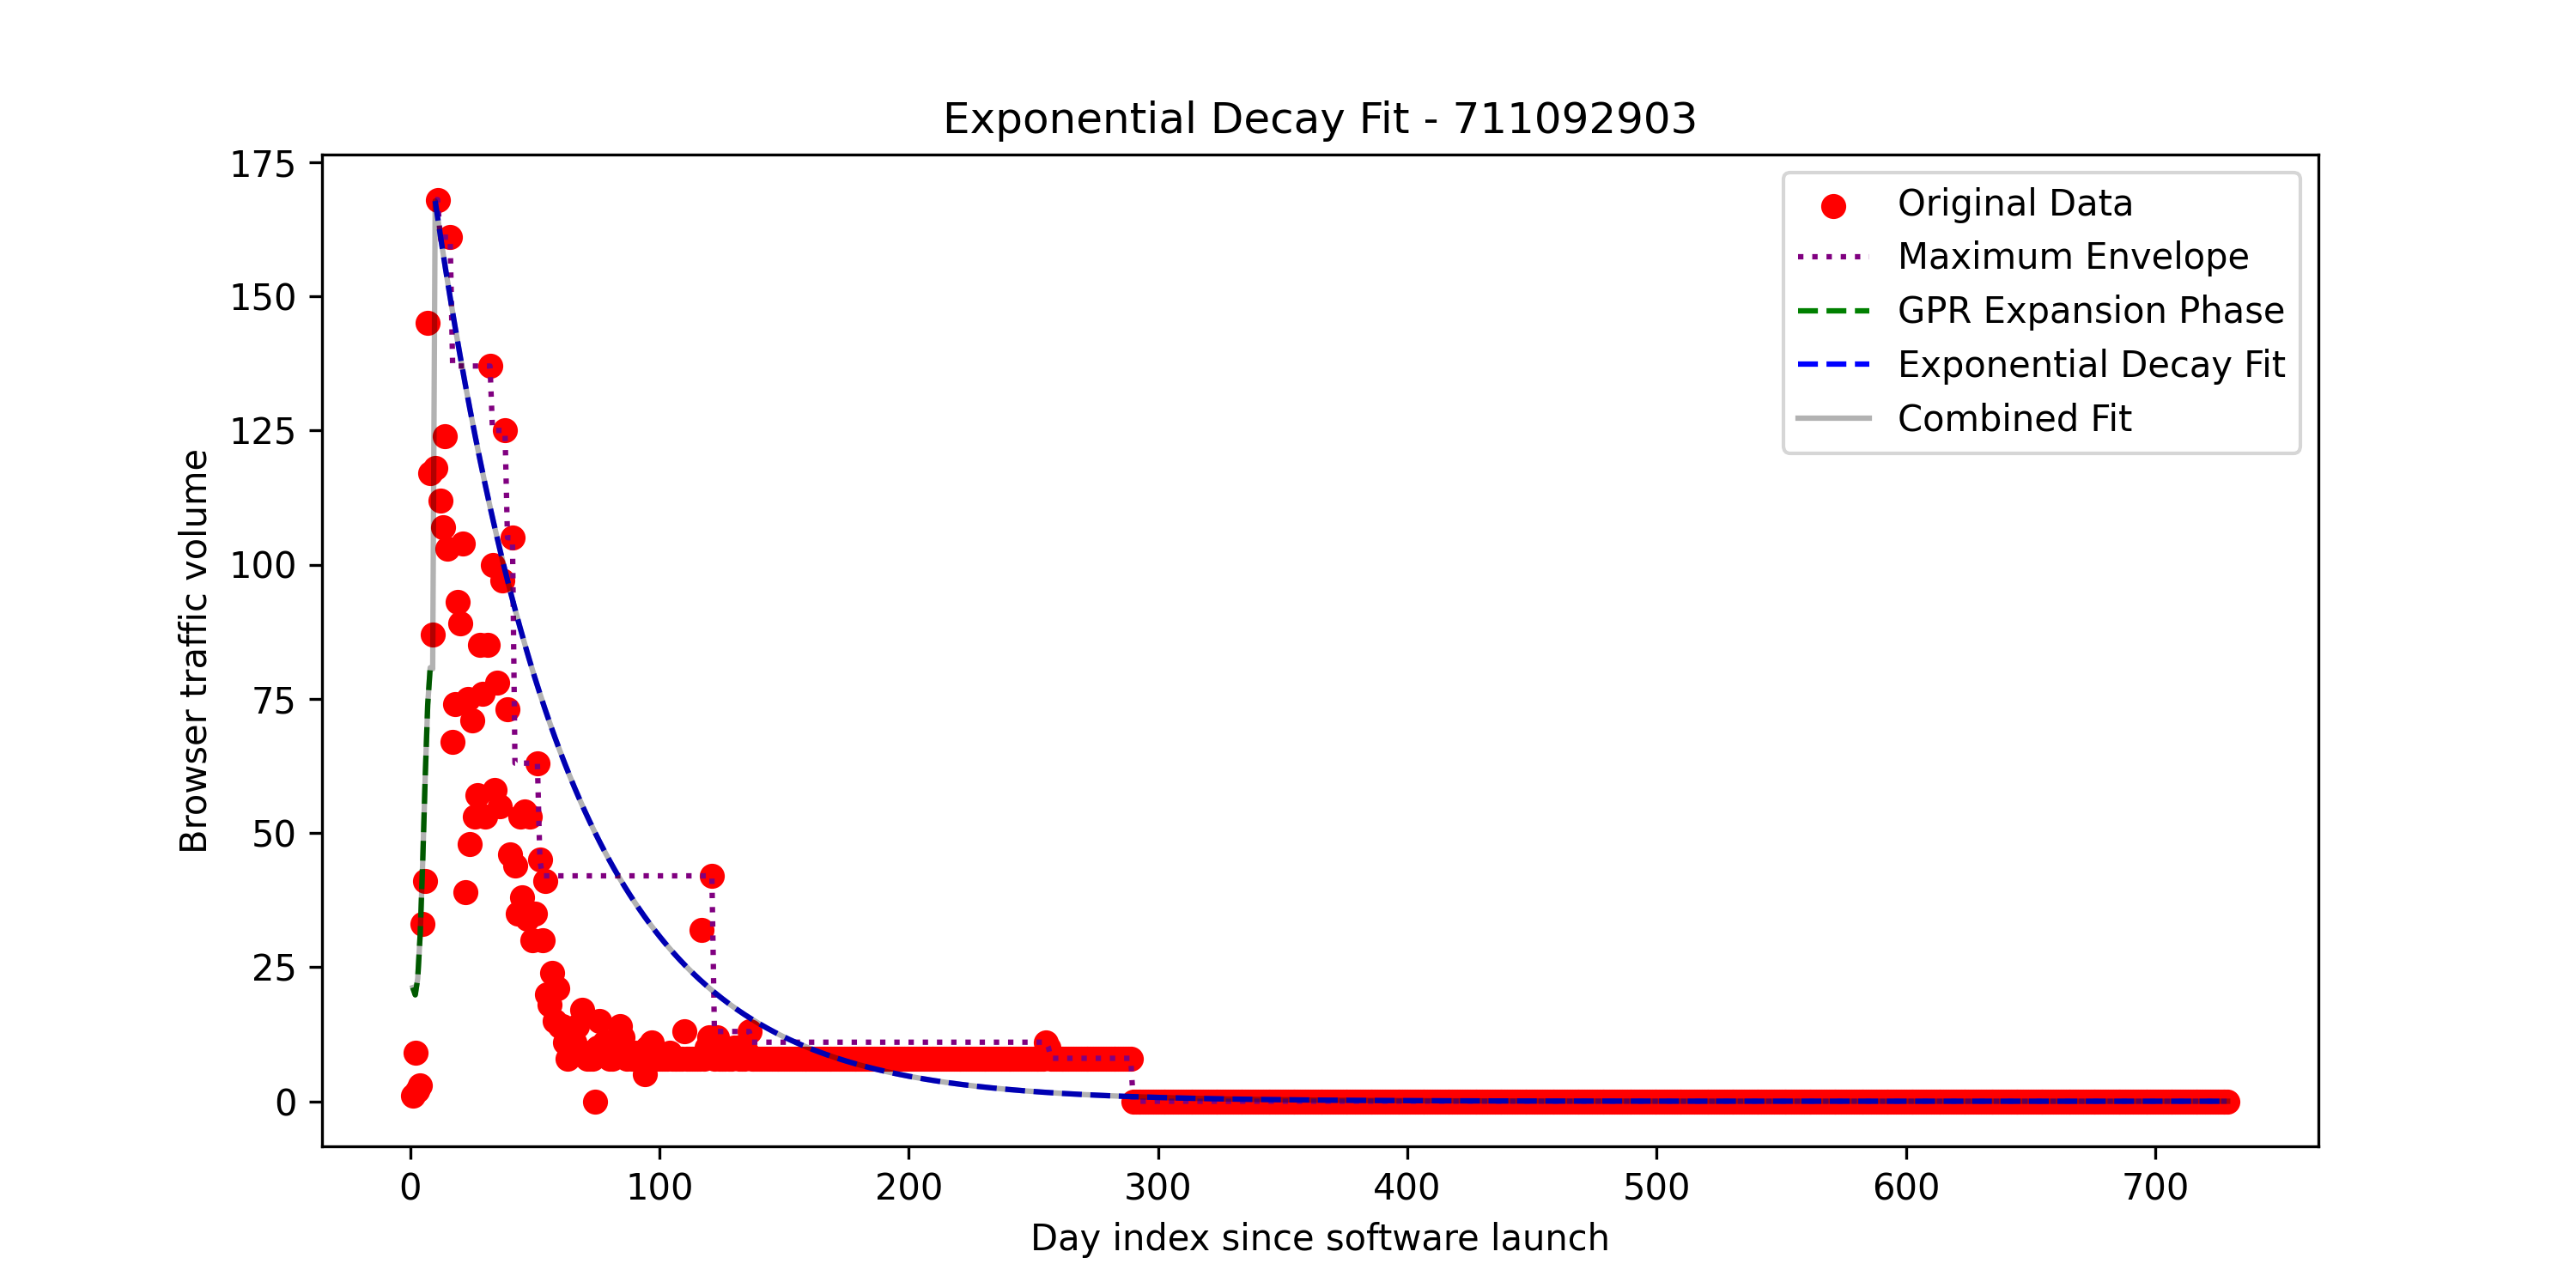 Exponential Decay Fit - 711092903
175
150
125
100
75
50
25
0
Browser traffic volume
Original Data
Maximum Envelope
GPR Expansion Phase
Exponential Decay Fit
Combined Fit
0 100 200 300 400 500 600 700
Day index since software launch